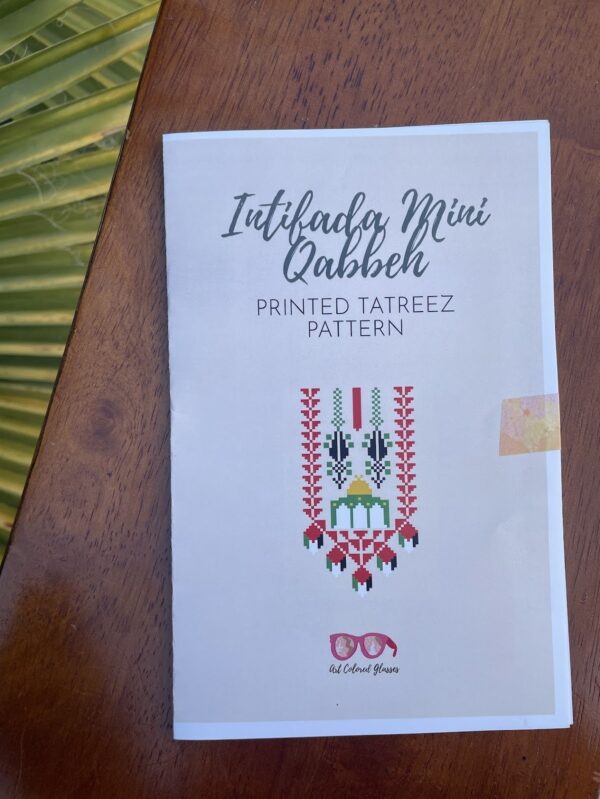 Intifada Mini
Qabbeh
PRINTED TATREEZ
PATTERN
Art Colored Glasses